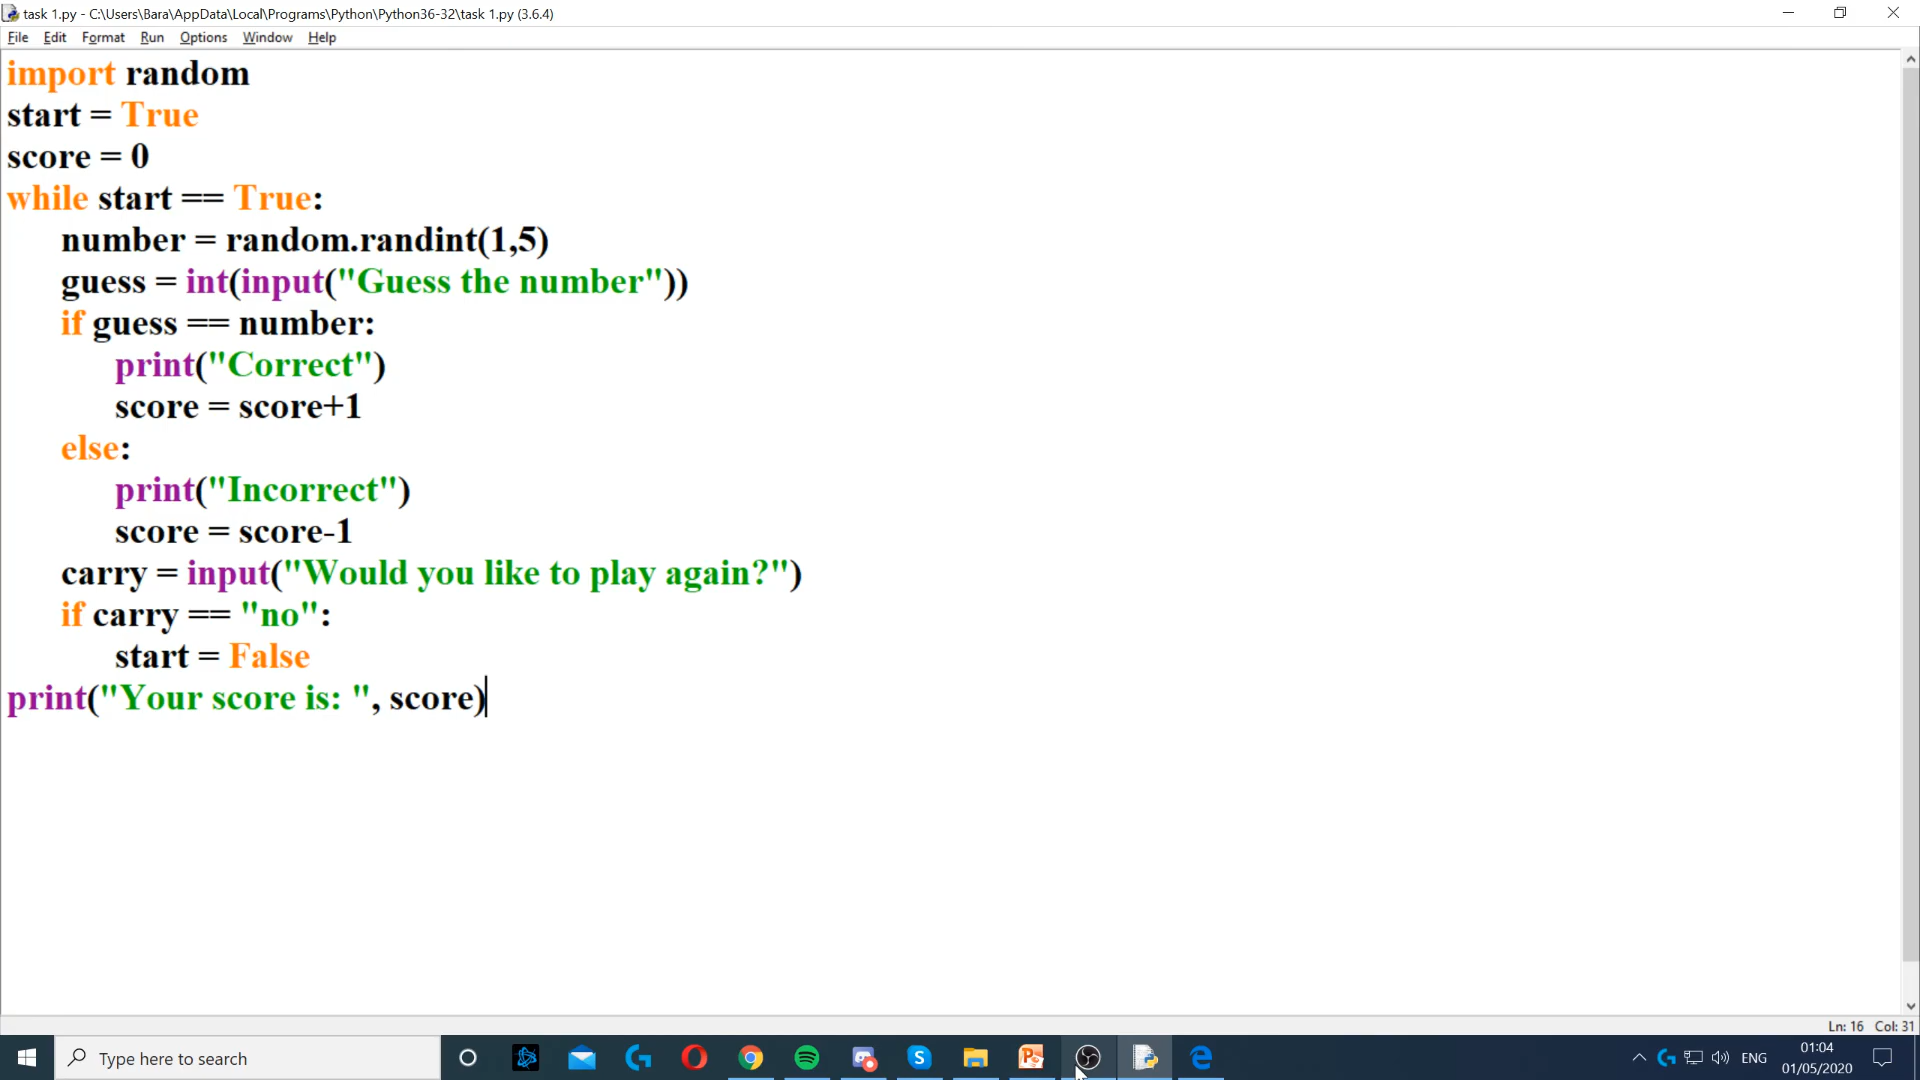 task 1.py - C:\Users\Bara\AppData\Local\Programs\Python\Python36-32\task 1.py (3.6.4)
File Edit Format Run Options Window Help
import random
start = True
score = 0
while start == True:
    number = random.randint(1,5)
    guess = int(input("Guess the number"))
    if guess == number:
        print("Correct")
        score = score+1
    else:
        print("Incorrect")
        score = score-1
    carry = input("Would you like to play again?")
    if carry == "no":
        start = False
print("Your score is: ", score)
Ln: 16 Col: 31
Type here to search
ENG
01:04
01/05/2020